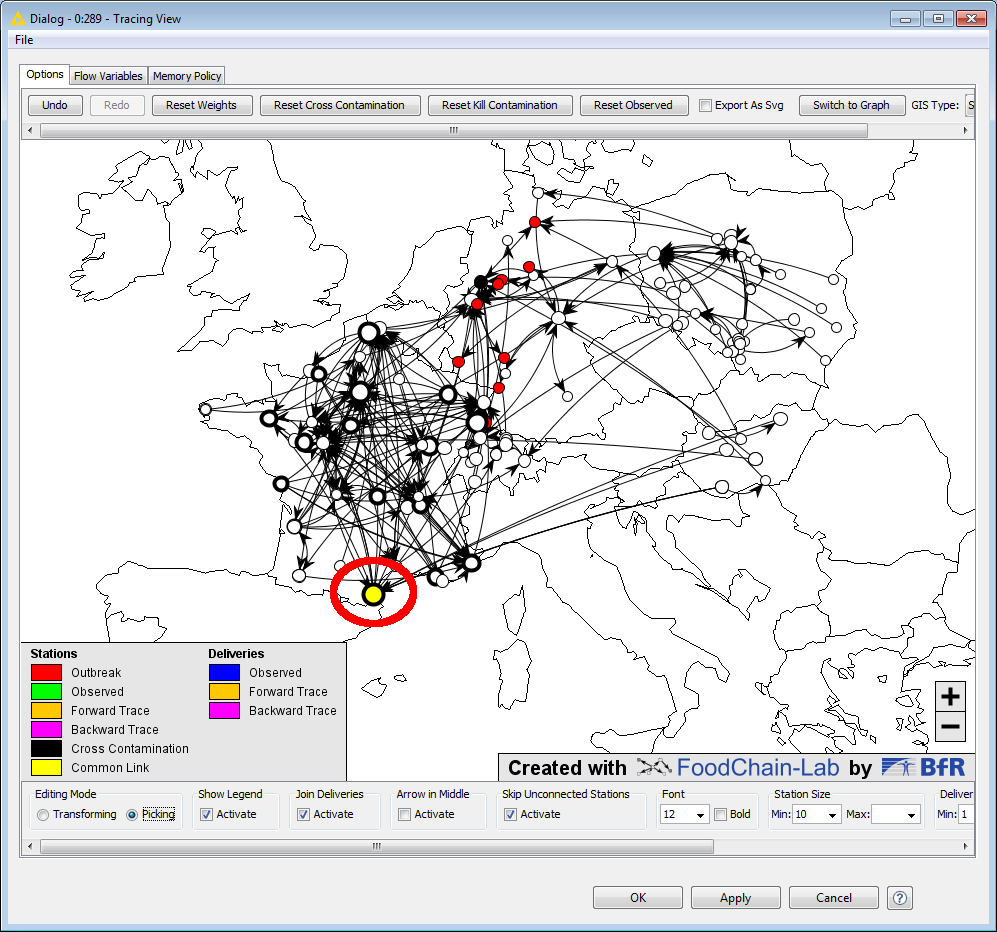 Dialog - 0:289 - Tracing View
File
Options Flow Variables Memory Policy
Undo Redo Reset Weights Reset Cross Contamination Reset Kill Contamination Reset Observed Export As Svg Switch to Graph GIS Type: S
Stations Deliveries
Outbreak Observed
Observed Forward Trace
Forward Trace Backward Trace
Backward Trace
Cross Contamination
Common Link
+
−
Created with FoodChain-Lab by BfR
Editing Mode Show Legend Join Deliveries Arrow in Middle Skip Unconnected Stations Font Station Size Deliver
Transforming Picking Activate Activate Activate Activate 12 Bold Min: 10 Max: Min: 1
OK Apply Cancel ?